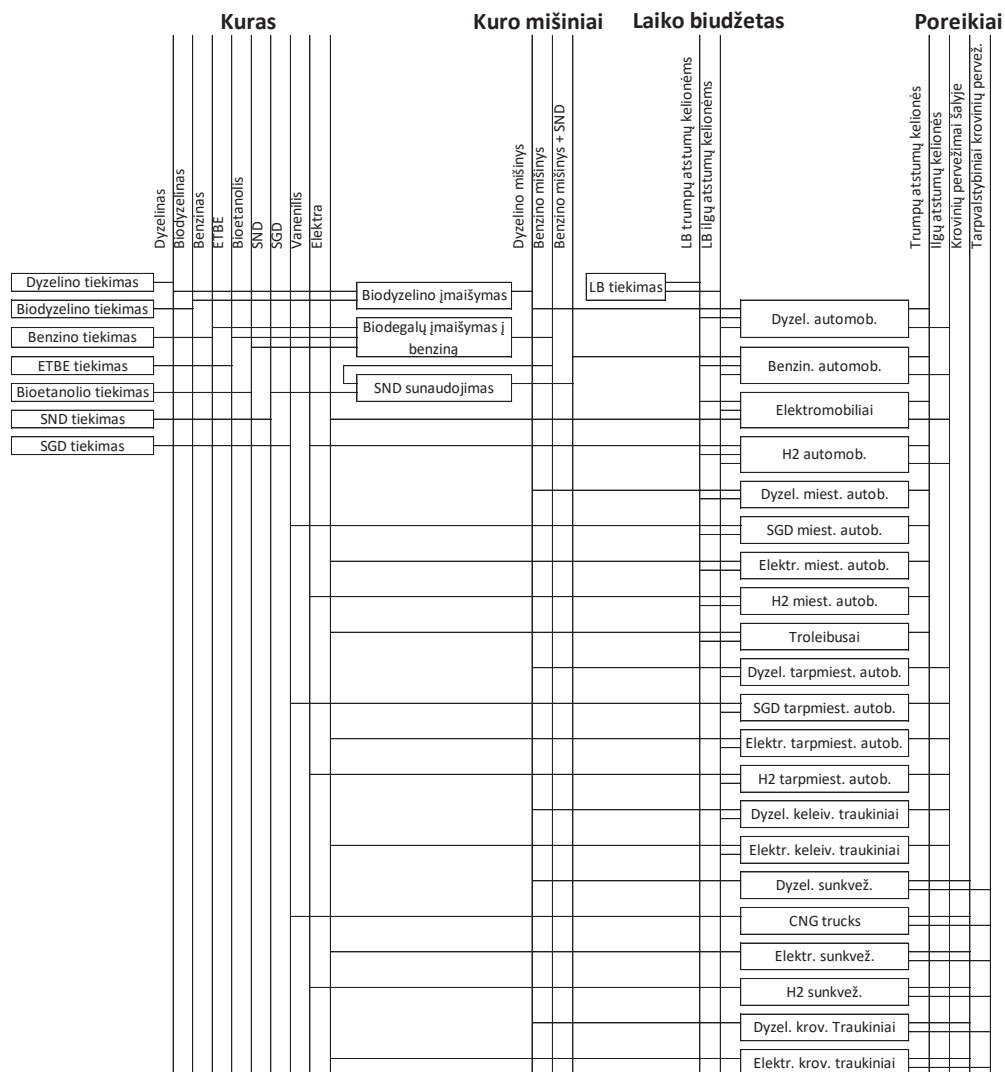 Kuras
Kuro mišiniai
Laiko biudžetas
Poreikiai
Dyzelinas
Biodyzelinas
Benzinas
ETBE
Bioetanolis
SND
SGD
Vanenilis
Elektra
Dyzelino mišinys
Benzino mišinys
Benzino mišinys + SND
LB trumpų atstumų kelionėms
LB ilgų atstumų kelionėms
Trumpų atstumų kelionės
Ilgų atstumų kelionės
Krovinių pervežimai šalyje
Tarpvalstybiniai krovinių pervež.
Dyzelino tiekimas
Biodyzelino tiekimas
Benzino tiekimas
ETBE tiekimas
Bioetanolio tiekimas
SND tiekimas
SGD tiekimas
Biodyzelino įmaišymas
Biodegalų įmaišymas į
benziną
SND sunaudojimas
LB tiekimas
Dyzel. automob.
Benzin. automob.
Elektromobiliai
H2 automob.
Dyzel. miest. autob.
SGD miest. autob.
Elektr. miest. autob.
H2 miest. autob.
Troleibusai
Dyzel. tarpmiest. autob.
SGD tarpmiest. autob.
Elektr. tarpmiest. autob.
H2 tarpmiest. autob.
Dyzel. keleiv. traukiniai
Elektr. keleiv. traukiniai
Dyzel. sunkvež.
CNG trucks
Elektr. sunkvež.
H2 sunkvež.
Dyzel. krov. Traukiniai
Elektr. krov. traukiniai